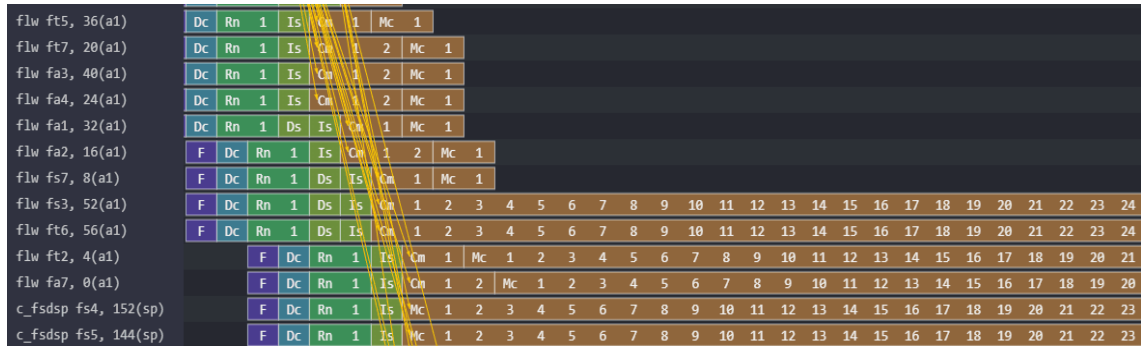 flw ft5, 36(a1) Dc Rn 1 Is Cm 1 Mc 1
flw ft7, 20(a1) Dc Rn 1 Is Cm 1 2 Mc 1
flw fa3, 40(a1) Dc Rn 1 Is Cm 1 2 Mc 1
flw fa4, 24(a1) Dc Rn 1 Is Cm 1 2 Mc 1
flw fa1, 32(a1) Dc Rn 1 Ds Is Cm 1 Mc 1
flw fa2, 16(a1) F Dc Rn 1 Is Cm 1 2 Mc 1
flw fs7, 8(a1) F Dc Rn 1 Ds Is Cm 1 Mc 1
flw fs3, 52(a1) F Dc Rn 1 Ds Is Cm 1 2 3 4 5 6 7 8 9 10 11 12 13 14 15 16 17 18 19 20 21 22 23 24
flw ft6, 56(a1) F Dc Rn 1 Ds Is Cm 1 2 3 4 5 6 7 8 9 10 11 12 13 14 15 16 17 18 19 20 21 22 23 24
flw ft2, 4(a1) F Dc Rn 1 Is Cm 1 Mc 1 2 3 4 5 6 7 8 9 10 11 12 13 14 15 16 17 18 19 20 21
flw fa7, 0(a1) F Dc Rn 1 Is Cm 1 2 Mc 1 2 3 4 5 6 7 8 9 10 11 12 13 14 15 16 17 18 19 20
c_fsdsp fs4, 152(sp) F Dc Rn 1 Is Mc 1 2 3 4 5 6 7 8 9 10 11 12 13 14 15 16 17 18 19 20 21 22 23
c_fsdsp fs5, 144(sp) F Dc Rn 1 Is Mc 1 2 3 4 5 6 7 8 9 10 11 12 13 14 15 16 17 18 19 20 21 22 23